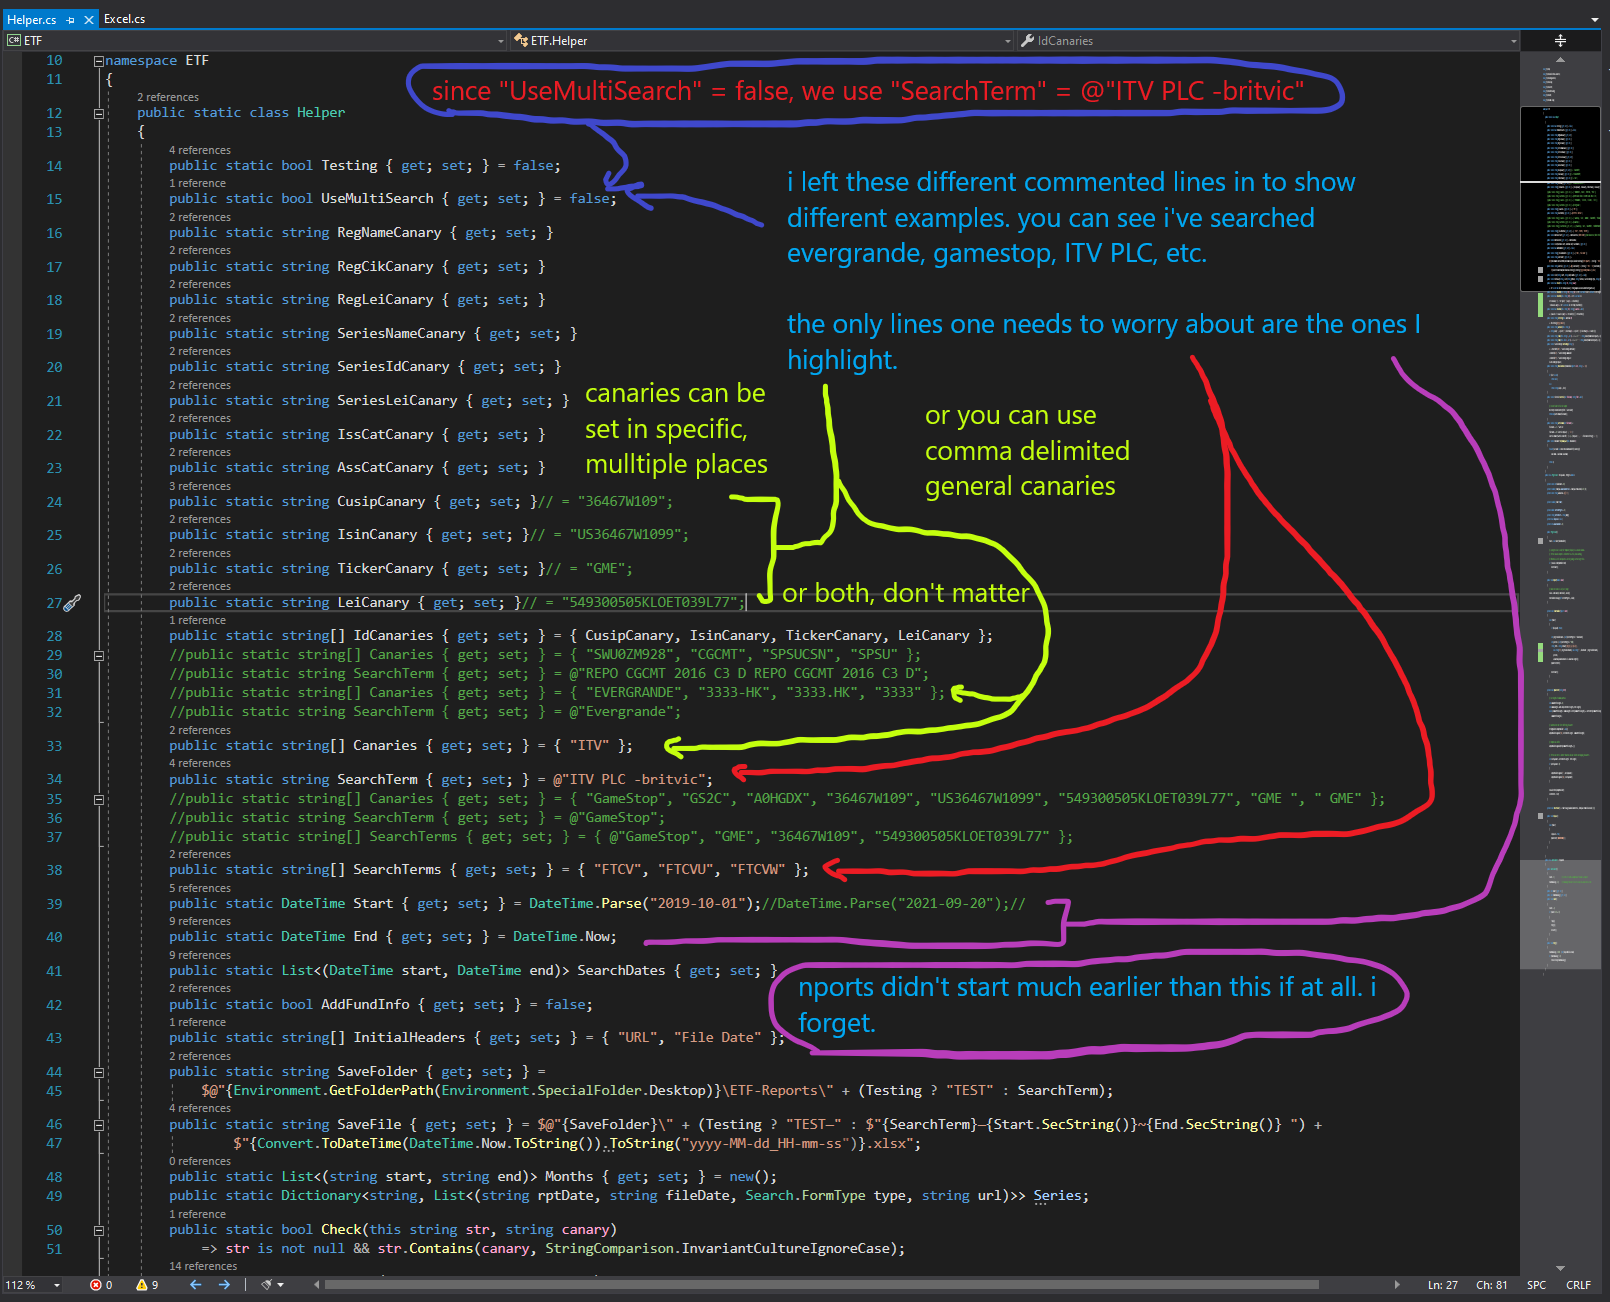 Helper.cs
Excel.cs
ETF
ETF.Helper
IdCanaries
10 namespace ETF
11 {
since "UseMultiSearch" = false, we use "SearchTerm" = @"ITV PLC -britvic"
2 references
12 public static class Helper
13 {
4 references
14 public static bool Testing { get; set; } = false;
1 reference
15 public static bool UseMultiSearch { get; set; } = false;
i left these different commented lines in to show
different examples. you can see i've searched
evergrande, gamestop, ITV PLC, etc.
2 references
16 public static string RegNameCanary { get; set; }
2 references
17 public static string RegCikCanary { get; set; }
2 references
18 public static string RegLeiCanary { get; set; }
the only lines one needs to worry about are the ones I
highlight.
2 references
19 public static string SeriesNameCanary { get; set; }
2 references
20 public static string SeriesIdCanary { get; set; }
2 references
21 public static string SeriesLeiCanary { get; set; }
canaries can be
set in specific,
mulltiple places
or you can use
comma delimited
general canaries
2 references
22 public static string IssCatCanary { get; set; }
2 references
23 public static string AssCatCanary { get; set; }
3 references
24 public static string CusipCanary { get; set; }// = "36467W109";
2 references
25 public static string IsinCanary { get; set; }// = "US36467W1099";
2 references
26 public static string TickerCanary { get; set; }// = "GME";
2 references
27 public static string LeiCanary { get; set; }// = "549300505KLOET039L77";
or both, don't matter
1 reference
28 public static string[] IdCanaries { get; set; } = { CusipCanary, IsinCanary, TickerCanary, LeiCanary };
29 //public static string[] Canaries { get; set; } = { "SWU0ZM928", "CGCMT", "SPSUCSN", "SPSU" };
30 //public static string SearchTerm { get; set; } = @"REPO CGCMT 2016 C3 D REPO CGCMT 2016 C3 D";
31 //public static string[] Canaries { get; set; } = { "EVERGRANDE", "3333-HK", "3333.HK", "3333" };
32 //public static string SearchTerm { get; set; } = @"Evergrande";
2 references
33 public static string[] Canaries { get; set; } = { "ITV" };
4 references
34 public static string SearchTerm { get; set; } = @"ITV PLC -britvic";
35 //public static string[] Canaries { get; set; } = { "GameStop", "GS2C", "A0HGDX", "36467W109", "US36467W1099", "549300505KLOET039L77", "GME ", " GME" };
36 //public static string SearchTerm { get; set; } = @"GameStop";
37 //public static string[] SearchTerms { get; set; } = { @"GameStop", "GME", "36467W109", "549300505KLOET039L77" };
2 references
38 public static string[] SearchTerms { get; set; } = { "FTCV", "FTCVU", "FTCVW" };
5 references
39 public static DateTime Start { get; set; } = DateTime.Parse("2019-10-01");//DateTime.Parse("2021-09-20");//
9 references
40 public static DateTime End { get; set; } = DateTime.Now;
9 references
41 public static List<(DateTime start, DateTime end)> SearchDates { get; set; }
nports didn't start much earlier than this if at all. i
forget.
2 references
42 public static bool AddFundInfo { get; set; } = false;
1 reference
43 public static string[] InitialHeaders { get; set; } = { "URL", "File Date" };
2 references
44 public static string SaveFolder { get; set; } =
45 $@"{Environment.GetFolderPath(Environment.SpecialFolder.Desktop)}\ETF-Reports\" + (Testing ? "TEST" : SearchTerm);
4 references
46 public static string SaveFile { get; set; } = $@"{SaveFolder}\" + (Testing ? "TEST—" : $"{SearchTerm}—{Start.SecString()}~{End.SecString()} ") +
47 $"{Convert.ToDateTime(DateTime.Now.ToString()).ToString("yyyy-MM-dd_HH-mm-ss")}.xlsx";
0 references
48 public static List<(string start, string end)> Months { get; set; } = new();
49 public static Dictionary<string, List<(string rptDate, string fileDate, Search.FormType type, string url)>> Series;
1 reference
50 public static bool Check(this string str, string canary)
51 => str is not null && str.Contains(canary, StringComparison.InvariantCultureIgnoreCase);
14 references
112 %
0
9
Ln: 27
Ch: 81
SPC
CRLF